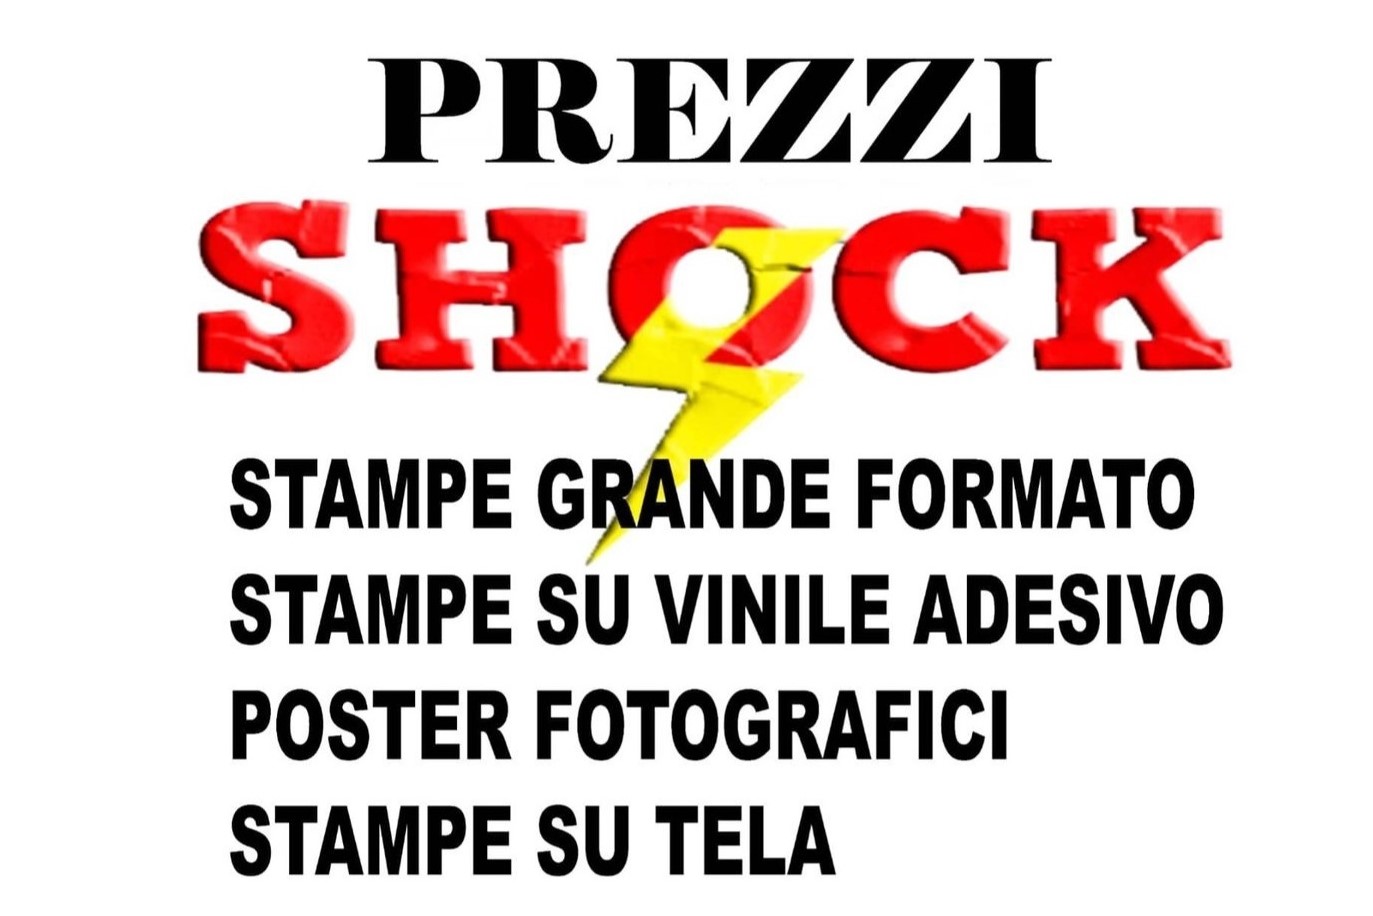 PREZZI
SHOCK
STAMPE GRANDE FORMATO
STAMPE SU VINILE ADESIVO
POSTER FOTOGRAFICI
STAMPE SU TELA